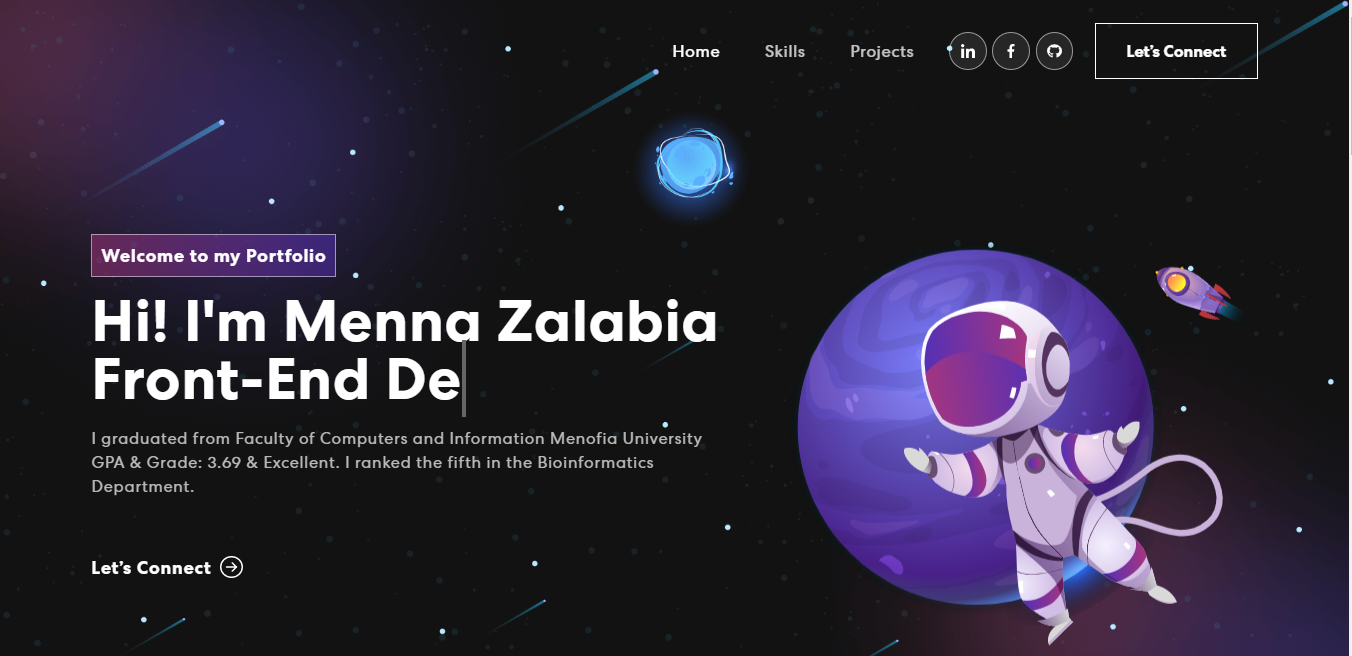 Home Skills Projects in f Let's Connect
Welcome to my Portfolio
Hi! I'm Menna Zalabia
Front-End De
I graduated from Faculty of Computers and Information Menofia University
GPA & Grade: 3.69 & Excellent. I ranked the fifth in the Bioinformatics
Department.
Let's Connect